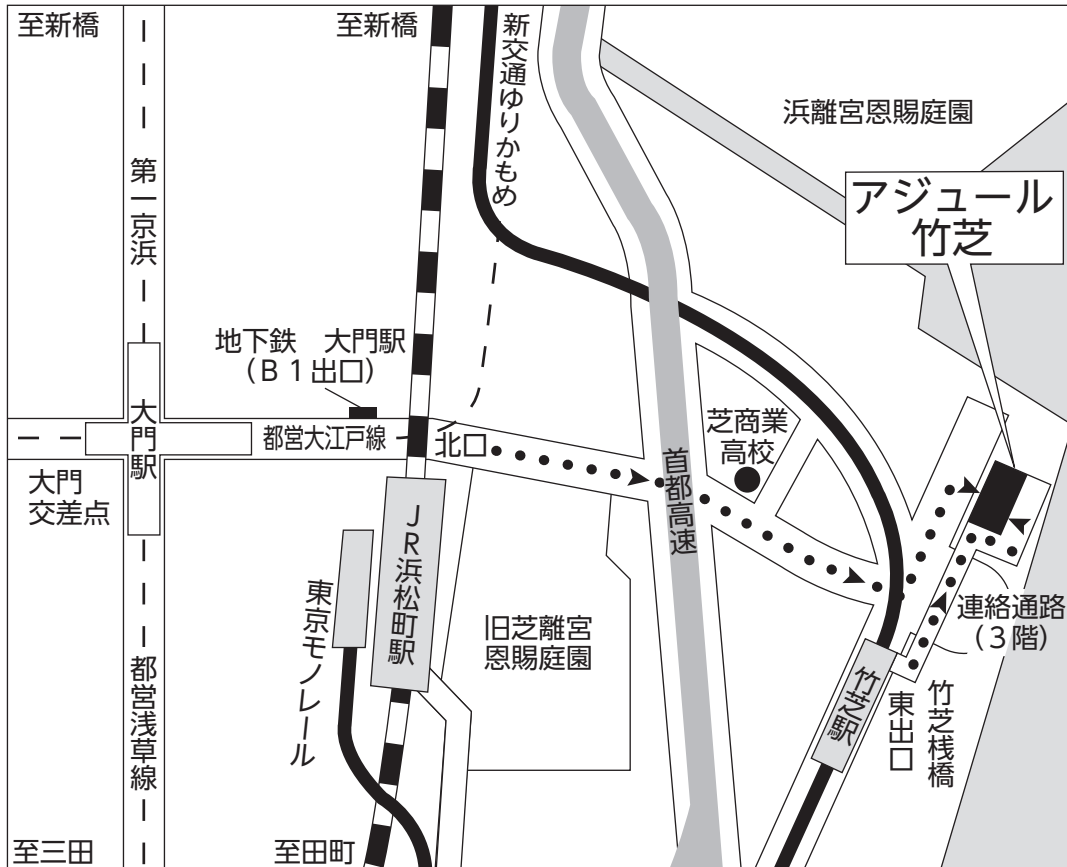 至新橋
至新橋
新交通ゆりかもめ
浜離宮恩賜庭園
第一京浜
アジュール
竹芝
地下鉄　大門駅
（B１出口）
大門駅
都営大江戸線
北口
芝商業
高校
首都高速
大門
交差点
JR浜松町駅
東京モノレール
旧芝離宮
恩賜庭園
連絡通路
（３階）
竹芝駅
東出口
竹芝桟橋
都営浅草線
至三田
至田町